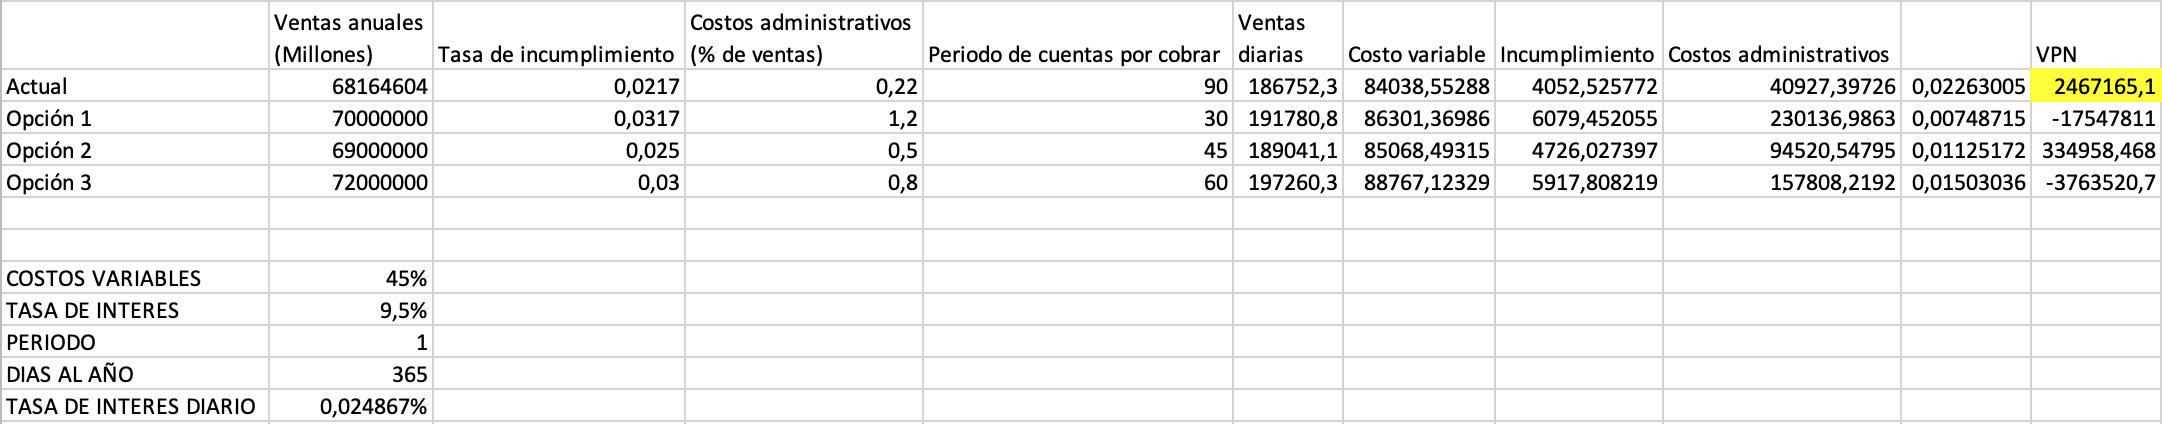 Ventas anuales (Millones) Tasa de incumplimiento Costos administrativos (% de ventas) Periodo de cuentas por cobrar Ventas diarias Costo variable Incumplimiento Costos administrativos VPN
Actual 68164604 0,0217 0,22 90 186752,3 84038,55288 4052,525772 40927,39726 0,02263005 2467165,1
Opción 1 70000000 0,0317 1,2 30 191780,8 86301,36986 6079,452055 230136,9863 0,00748715 -17547811
Opción 2 69000000 0,025 0,5 45 189041,1 85068,49315 4726,027397 94520,54795 0,01125172 334958,468
Opción 3 72000000 0,03 0,8 60 197260,3 88767,12329 5917,808219 157808,2192 0,01503036 -3763520,7
COSTOS VARIABLES 45%
TASA DE INTERES 9,5%
PERIODO 1
DIAS AL AÑO 365
TASA DE INTERES DIARIO 0,024867%